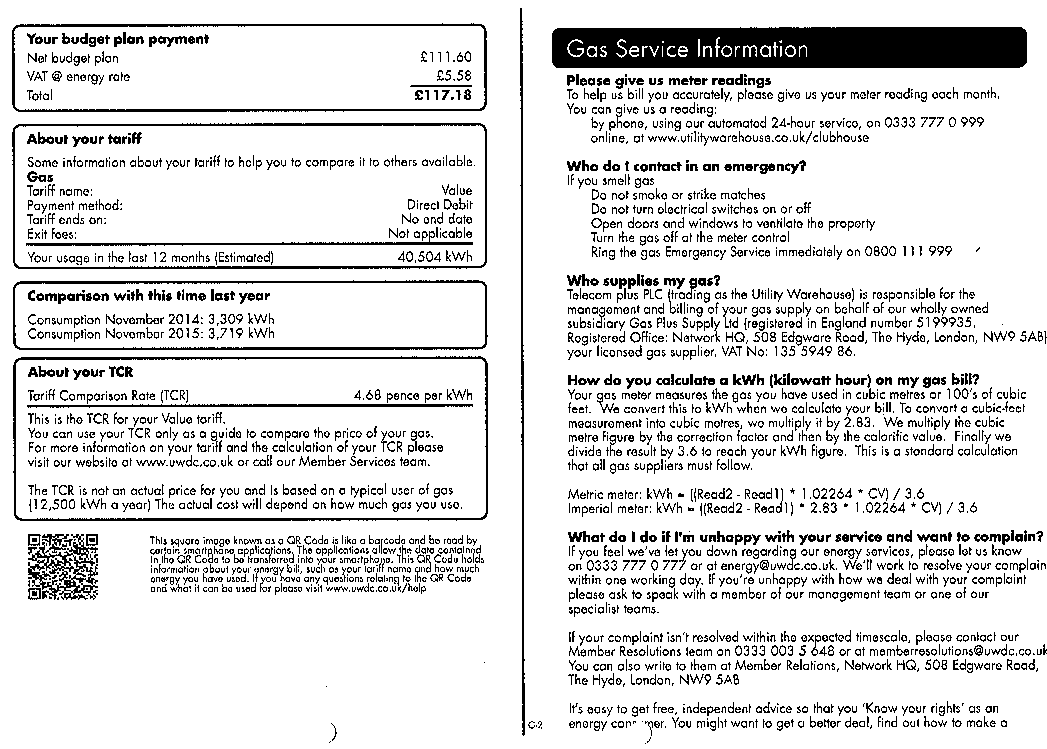 Your budget plan payment
Net budget plan £111.60
VAT @ energy rate £5.58
Total £117.18
About your tariff
Some information about your tariff to help you to compare it to others available.
Gas
Tariff name: Value
Payment method: Direct Debit
Tariff ends on: No end date
Exit fees: Not applicable
Your usage in the last 12 months (Estimated) 40,504 kWh
Comparison with this time last year
Consumption November 2014: 3,309 kWh
Consumption November 2015: 3,719 kWh
About your TCR
Tariff Comparison Rate (TCR) 4.68 pence per kWh
This is the TCR for your Value tariff.
You can use your TCR only as a guide to compare the price of your gas.
For more information on your tariff and the calculation of your TCR please
visit our website at www.uwdc.co.uk or call our Member Services team.
The TCR is not an actual price for you and Is based on a typical user of gas
(12,500 kWh a year) The actual cost will depend on how much gas you use.
This square image known as a QR Code is like a barcode and be read by
certain smartphone applications. The applications allow the data contained
in the QR Code to be transferred into your smartphone. This QR Code holds
information about your energy bill, such as your tariff name and how much
energy you have used. If you have any questions relating to the QR Code
and what it can be used for please visit www.uwdc.co.uk/help
Gas Service Information
Please give us meter readings
To help us bill you accurately, please give us your meter reading each month.
You can give us a reading:
by phone, using our automated 24-hour service, on 0333 777 0 999
online, at www.utilitywarehouse.co.uk/clubhouse
Who do I contact in an emergency?
If you smell gas
Do not smoke or strike matches
Do not turn electrical switches on or off
Open doors and windows to ventilate the property
Turn the gas off at the meter control
Ring the gas Emergency Service immediately on 0800 111 999
Who supplies my gas?
Telecom plus PLC (trading as the Utility Warehouse) is responsible for the
management and billing of your gas supply on behalf of our wholly owned
subsidiary Gas Plus Supply Ltd (registered in England number 5199935.
Registered Office: Network HQ, 508 Edgware Road, The Hyde, London, NW9 5AB)
your licensed gas supplier. VAT No: 135 5949 86.
How do you calculate a kWh (kilowatt hour) on my gas bill?
Your gas meter measures the gas you have used in cubic metres or 100's of cubic
feet. We convert this to kWh when we calculate your bill. To convert a cubic-feet
measurement into cubic metres, we multiply it by 2.83. We multiply the cubic
metre figure by the correction factor and then by the calorific value. Finally we
divide the result by 3.6 to reach your kWh figure. This is a standard calculation
that all gas suppliers must follow.
Metric meter: kWh = ((Read2 - Read1) * 1.02264 * CV) / 3.6
Imperial meter: kWh = ((Read2 - Read1) * 2.83 * 1.02264 * CV) / 3.6
What do I do if I'm unhappy with your service and want to complain?
If you feel we've let you down regarding our energy services, please let us know
on 0333 777 0 777 or at energy@uwdc.co.uk. We'll work to resolve your complain
within one working day. If you're unhappy with how we deal with your complaint
please ask to speak with a member of our management team or one of our
specialist teams.
If your complaint isn't resolved within the expected timescale, please contact our
Member Resolutions team on 0333 003 5 648 or at memberresolutions@uwdc.co.uk
You can also write to them at Member Relations, Network HQ, 508 Edgware Road,
The Hyde, London, NW9 5AB
It's easy to get free, independent advice so that you 'Know your rights' as an
energy You might want to get a better deal, find out how to make a
G-2